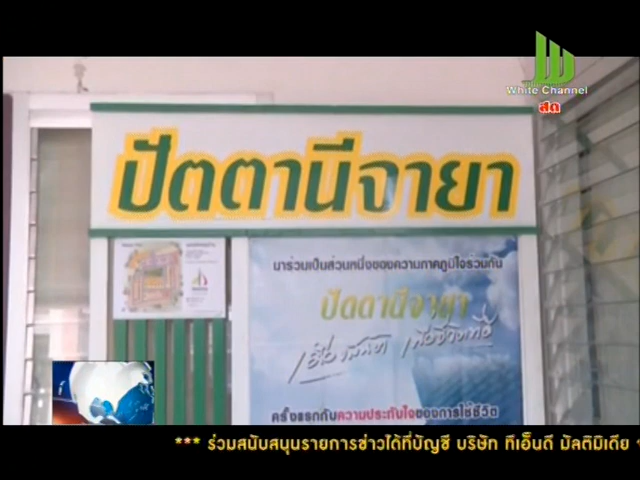 White Channel
สด
ปัตตานีจายา
มาร่วมเป็นส่วนหนึ่งของความภาคภูมิใจร่วมกัน
ปัตตานีจายา
ครั้งแรกกับความประทับใจของการใช้ชีวิต
*** ร่วมสนับสนุนรายการข่าวได้ที่บัญชี บริษัท ทีเอ็นดี มัลติมิเดีย